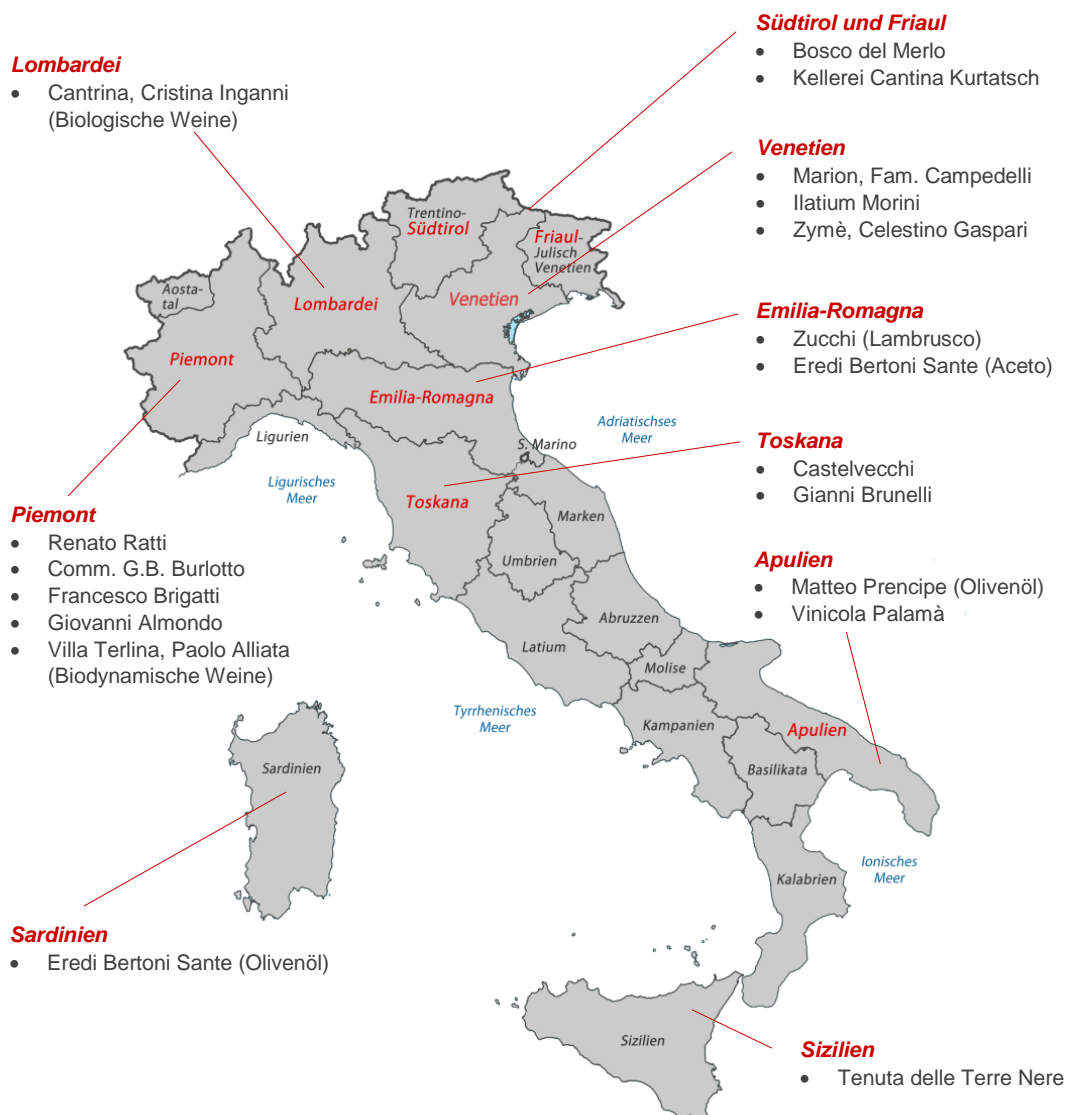 Südtirol und Friaul
• Bosco del Merlo
• Kellerei Cantina Kurtatsch
Lombardei
• Cantrina, Cristina Inganni
(Biologische Weine)
Venetien
• Marion, Fam. Campedelli
• Ilatium Morini
• Zymè, Celestino Gaspari
Emilia-Romagna
• Zucchi (Lambrusco)
• Eredi Bertoni Sante (Aceto)
Toskana
• Castelvecchi
• Gianni Brunelli
Apulien
• Matteo Prencipe (Olivenöl)
• Vinicola Palamà
Piemont
• Renato Ratti
• Comm. G.B. Burlotto
• Francesco Brigatti
• Giovanni Almondo
• Villa Terlina, Paolo Alliata
(Biodynamische Weine)
Sardinien
• Eredi Bertoni Sante (Olivenöl)
Sizilien
• Tenuta delle Terre Nere
Trentino-
Südtirol
Friaul-
Julisch
Venetien
Aosta-
tal
Lombardei
Venetien
Piemont
Emilia-Romagna
Ligurien
S. Marino
Adriatischses
Meer
Ligurisches
Meer
Toskana
Marken
Umbrien
Abruzzen
Latium
Molise
Tyrrhenisches
Meer
Kampanien
Apulien
Basilikata
Sardinien
Ionisches
Meer
Kalabrien
Sizilien